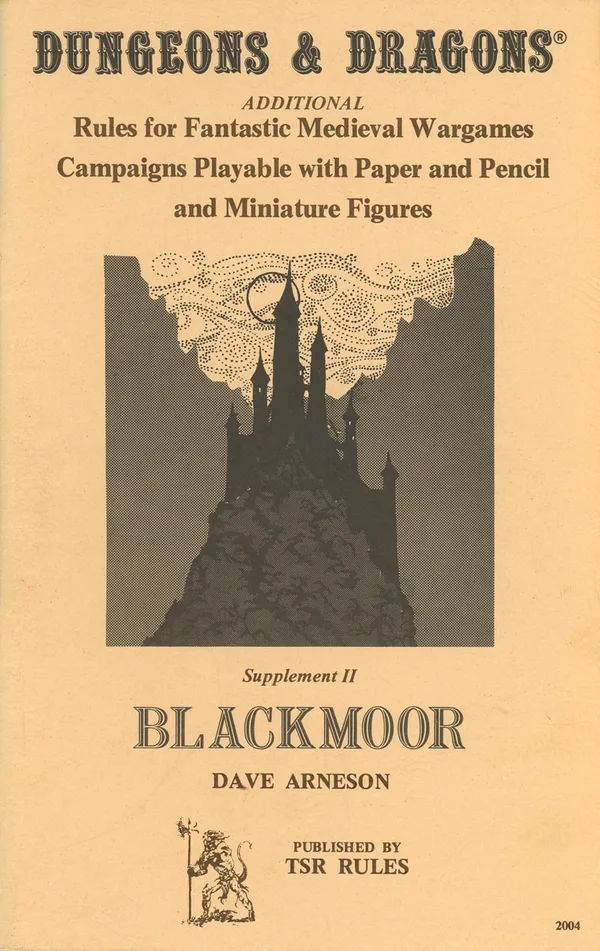 DUNGEONS & DRAGONS®
ADDITIONAL
Rules for Fantastic Medieval Wargames
Campaigns Playable with Paper and Pencil
and Miniature Figures
Supplement II
BLACKMOOR
DAVE ARNESON
PUBLISHED BY
TSR RULES
2004